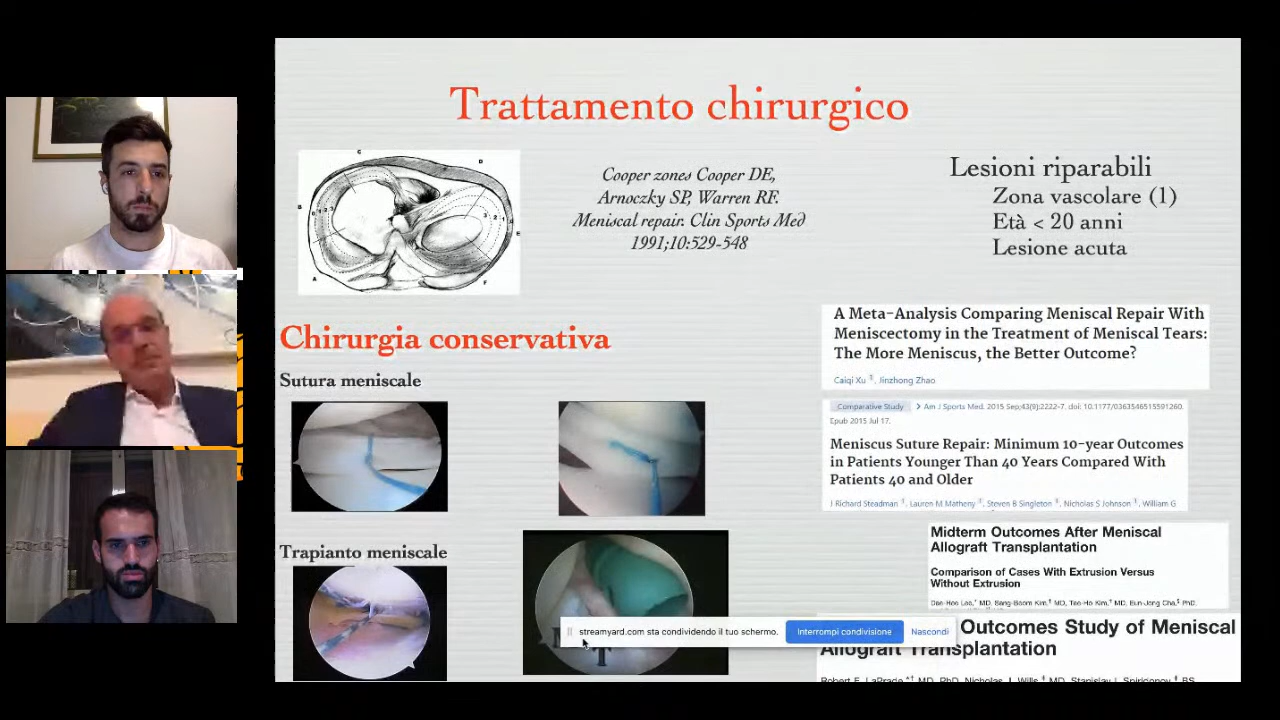 Trattamento chirurgico
Cooper zones Cooper DE,
Arnoczky SP, Warren RF.
Meniscal repair. Clin Sports Med
1991;10:529-548
Lesioni riparabili
Zona vascolare (1)
Età < 20 anni
Lesione acuta
Chirurgia conservativa
Sutura meniscale
A Meta-Analysis Comparing Meniscal Repair With
Meniscectomy in the Treatment of Meniscal Tears:
The More Meniscus, the Better Outcome?
Caiqi Xu, Jinzhong Zhao
Comparative Study > Am J Sports Med. 2015 Sep;43(9):2222-7. doi: 10.1177/0363546515591260.
Epub 2015 Jul 17.
Meniscus Suture Repair: Minimum 10-year Outcomes
in Patients Younger Than 40 Years Compared With
Patients 40 and Older
J Richard Steadman, Lauren M Matheny, Steven B Singleton, Nicholas S Johnson, William G
Trapianto meniscale
Midterm Outcomes After Meniscal
Allograft Transplantation
Comparison of Cases With Extrusion Versus
Without Extrusion
streamyard.com sta condividendo il tuo schermo.
Interrompi condivisione
Nascondi
Outcomes Study of Meniscal
Allograft Transplantation